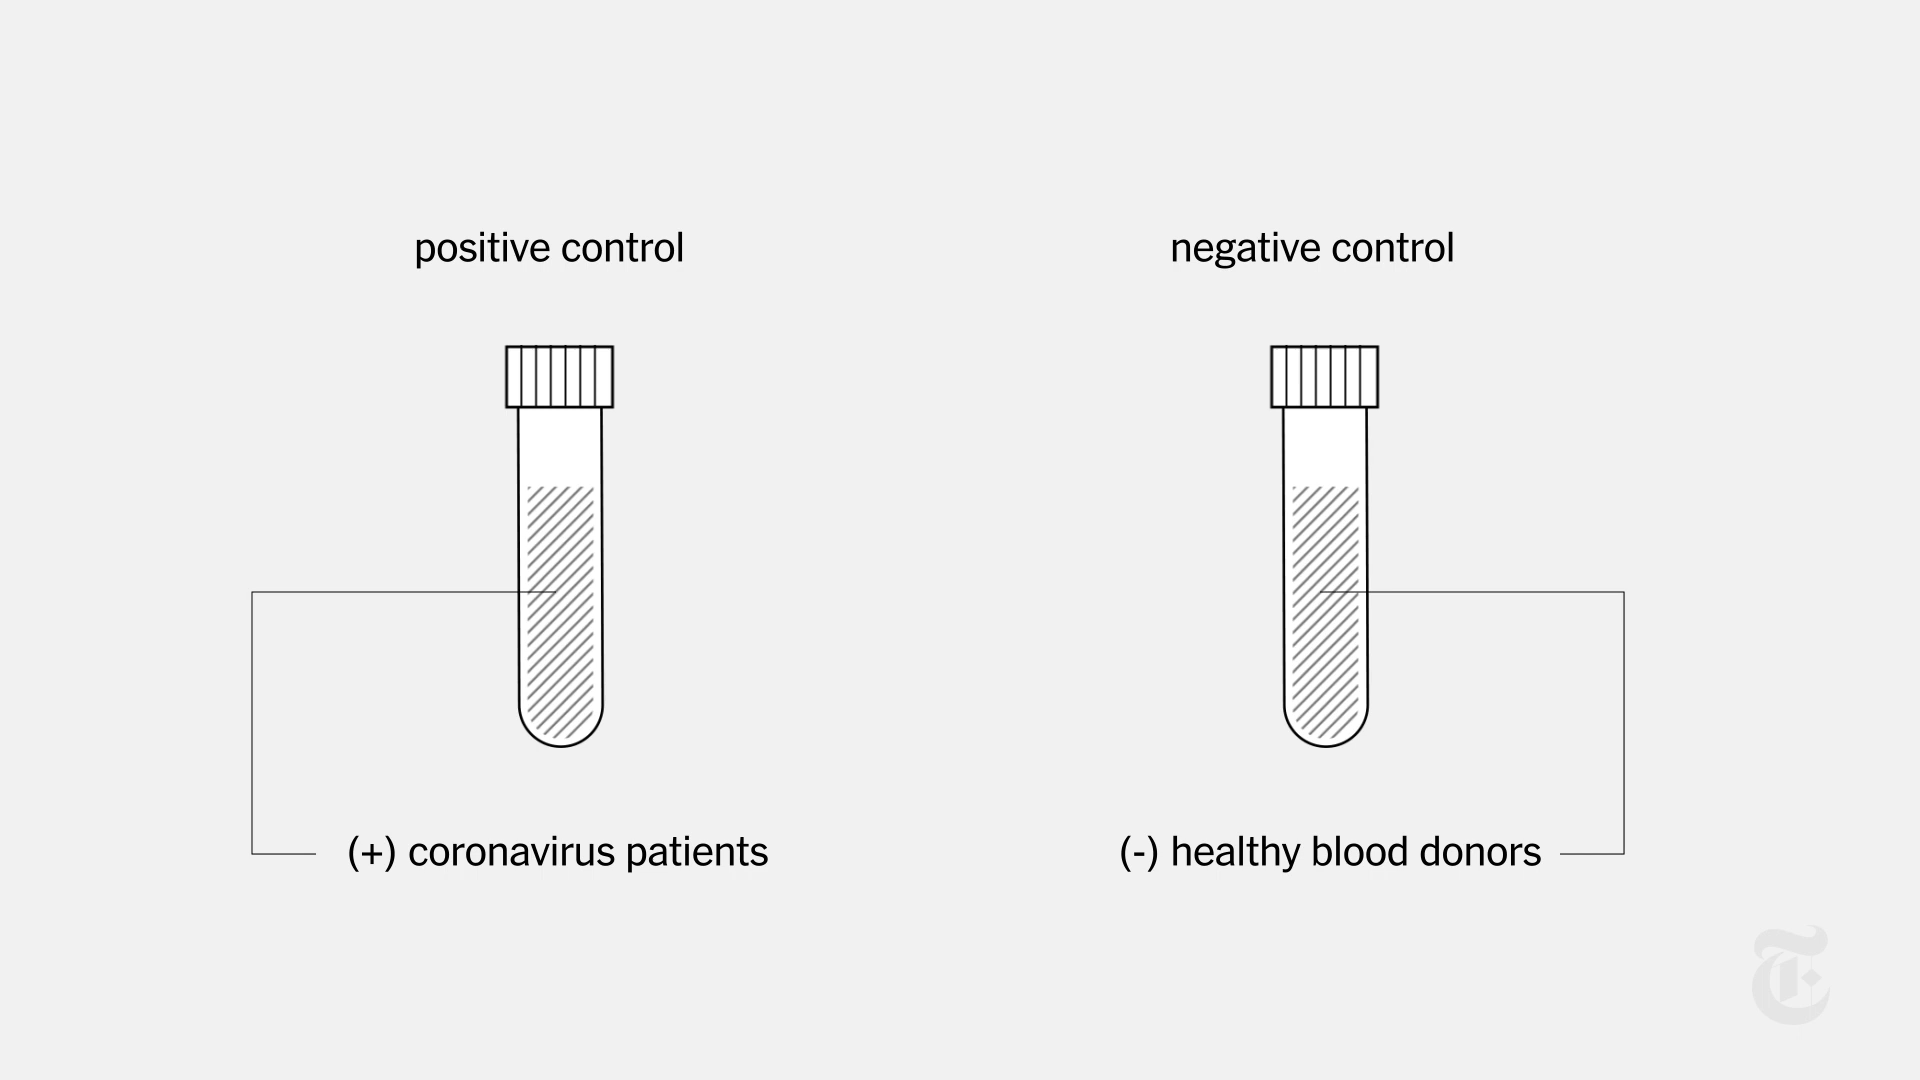 positive control
negative control
(+) coronavirus patients
(-) healthy blood donors